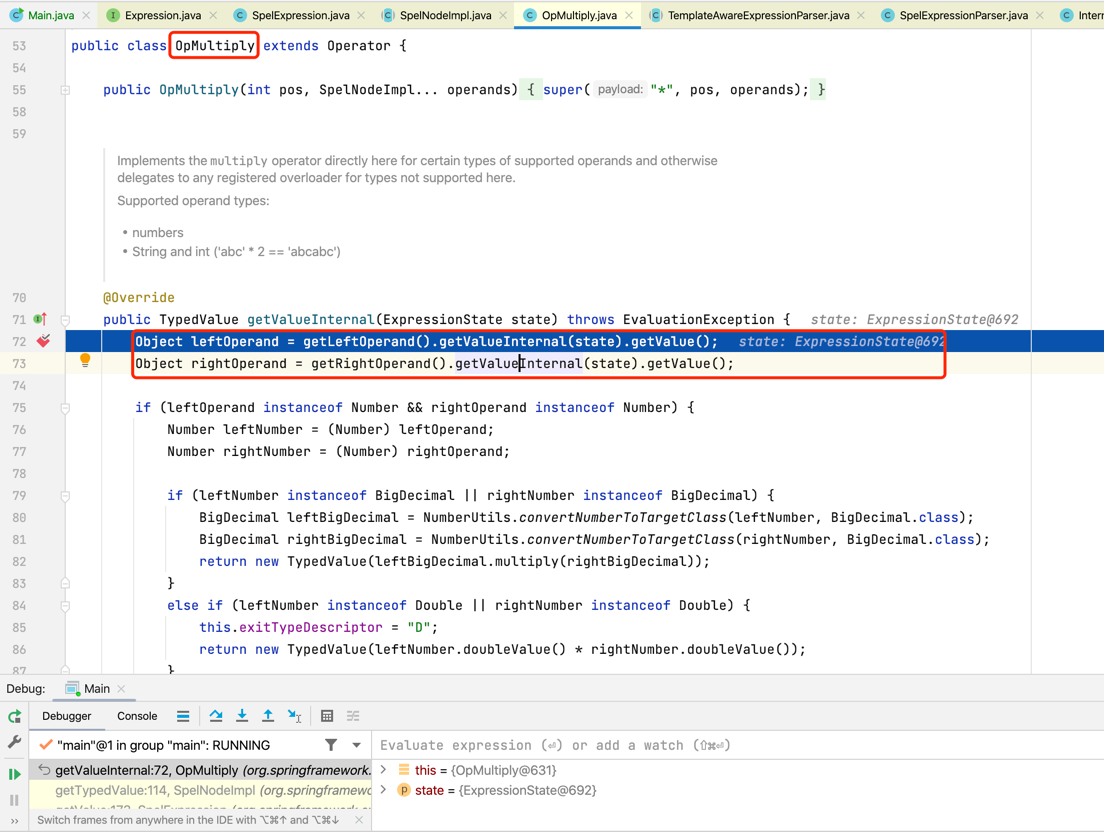 Main.java Expression.java SpelExpression.java SpelNodeImpl.java OpMultiply.java TemplateAwareExpressionParser.java SpelExpressionParser.java Intern
53 public class OpMultiply extends Operator {
54
55 public OpMultiply(int pos, SpelNodeImpl... operands) { super( payload: "*", pos, operands); }
58
59
Implements the multiply operator directly here for certain types of supported operands and otherwise
delegates to any registered overloader for types not supported here.
Supported operand types:
• numbers
• String and int ('abc' * 2 == 'abcabc')
70 @Override
71 public TypedValue getValueInternal(ExpressionState state) throws EvaluationException { state: ExpressionState@692
72 Object leftOperand = getLeftOperand().getValueInternal(state).getValue(); state: ExpressionState@692
73 Object rightOperand = getRightOperand().getValueInternal(state).getValue();
74
75 if (leftOperand instanceof Number && rightOperand instanceof Number) {
76 Number leftNumber = (Number) leftOperand;
77 Number rightNumber = (Number) rightOperand;
78
79 if (leftNumber instanceof BigDecimal || rightNumber instanceof BigDecimal) {
80 BigDecimal leftBigDecimal = NumberUtils.convertNumberToTargetClass(leftNumber, BigDecimal.class);
81 BigDecimal rightBigDecimal = NumberUtils.convertNumberToTargetClass(rightNumber, BigDecimal.class);
82 return new TypedValue(leftBigDecimal.multiply(rightBigDecimal));
83 }
84 else if (leftNumber instanceof Double || rightNumber instanceof Double) {
85 this.exitTypeDescriptor = "D";
86 return new TypedValue(leftNumber.doubleValue() * rightNumber.doubleValue());
87 }
Debug: Main
Debugger Console
"main"@1 in group "main": RUNNING
Evaluate expression (⏎) or add a watch (⇧⌘⏎)
getValueInternal:72, OpMultiply (org.springframework.
this = {OpMultiply@631}
getTypedValue:114, SpelNodeImpl (org.springframewo
state = {ExpressionState@692}
Switch frames from anywhere in the IDE with ⌥⌘↑ and ⌥⌘↓